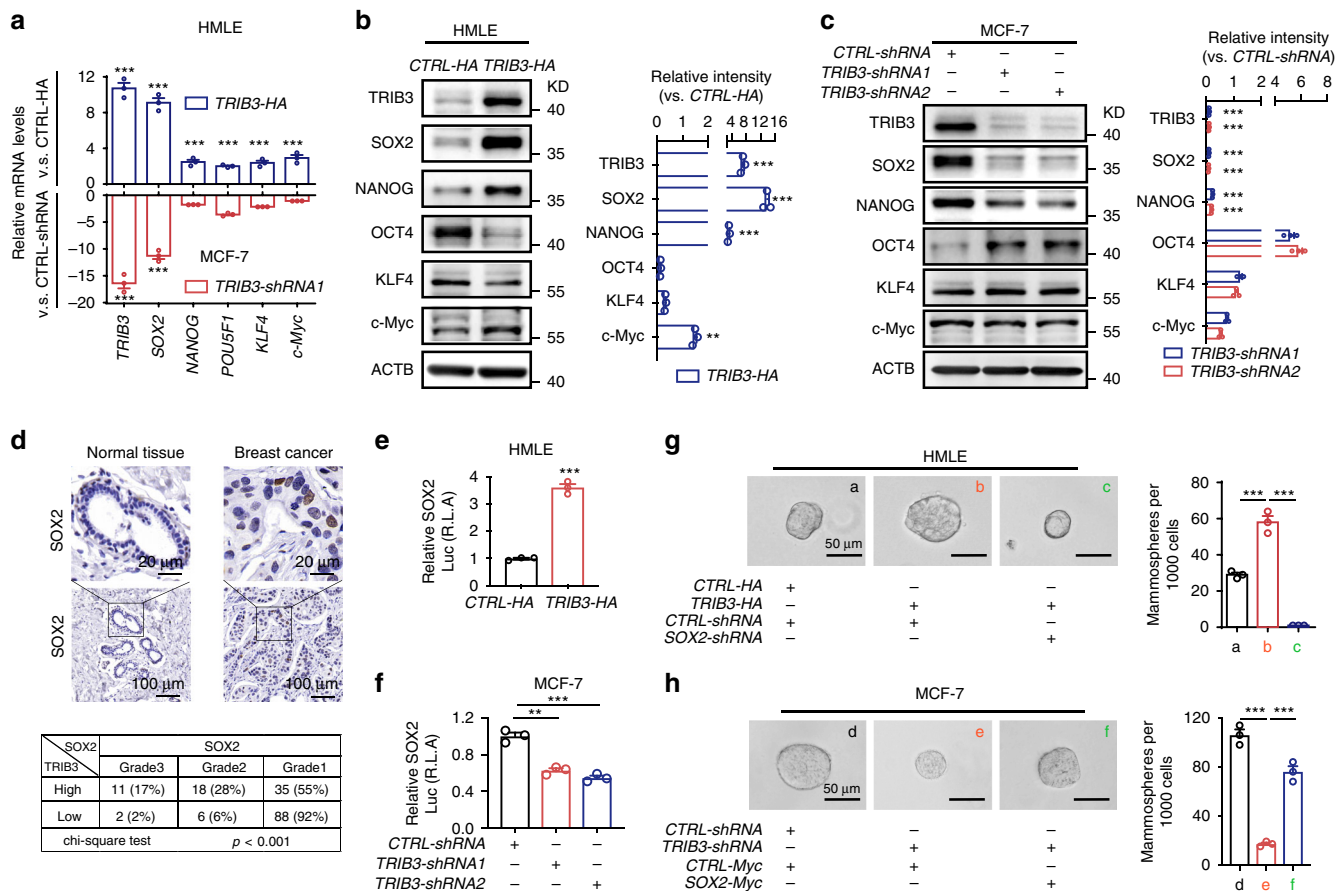 a
HMLE
Relative mRNA levels
v.s. CTRL-shRNA v.s. CTRL-HA
12
8
4
0
0
–5
–10
–15
–20
*** *** *** *** *** ***
TRIB3-HA
MCF-7
TRIB3-shRNA1
***
***
TRIB3 SOX2 NANOG POU5F1 KLF4 c-Myc
b
HMLE
CTRL-HA TRIB3-HA
KD
TRIB3
40
SOX2
35
NANOG
35
OCT4
40
KLF4
55
c-Myc
55
ACTB
40
Relative intensity
(vs. CTRL-HA)
0 1 2 4 8 12 16
TRIB3 ***
SOX2 ***
NANOG ***
OCT4
KLF4
c-Myc **
TRIB3-HA
c
MCF-7
CTRL-shRNA + – –
TRIB3-shRNA1 – + –
TRIB3-shRNA2 – – +
KD
TRIB3
40
SOX2
35
NANOG
35
OCT4
40
KLF4
55
c-Myc
55
ACTB
40
Relative intensity
(vs. CTRL-shRNA)
0 1 2 4 6 8
TRIB3 ***
***
SOX2 ***
***
NANOG ***
***
OCT4
KLF4
c-Myc
TRIB3-shRNA1
TRIB3-shRNA2
d
Normal tissue Breast cancer
SOX2
20 μm 20 μm
SOX2
100 μm 100 μm
SOX2
TRIB3
SOX2
Grade3 Grade2 Grade1
High 11 (17%) 18 (28%) 35 (55%)
Low 2 (2%) 6 (6%) 88 (92%)
chi-square test p < 0.001
e
HMLE
Relative SOX2
Luc (R.L.A)
4
3
2
1
0
***
CTRL-HA TRIB3-HA
f
MCF-7
Relative SOX2
Luc (R.L.A)
1.2
0.8
0.4
0.0
***
**
CTRL-shRNA + – –
TRIB3-shRNA1 – + –
TRIB3-shRNA2 – – +
g
HMLE
a b c
50 μm
CTRL-HA + – –
TRIB3-HA – + +
CTRL-shRNA + + –
SOX2-shRNA – – +
Mammospheres per
1000 cells
80
60
40
20
0
*** ***
a b c
h
MCF-7
d e f
50 μm
CTRL-shRNA + – –
TRIB3-shRNA – + +
CTRL-Myc + + –
SOX2-Myc – – +
Mammospheres per
1000 cells
120
80
40
0
*** ***
d e f